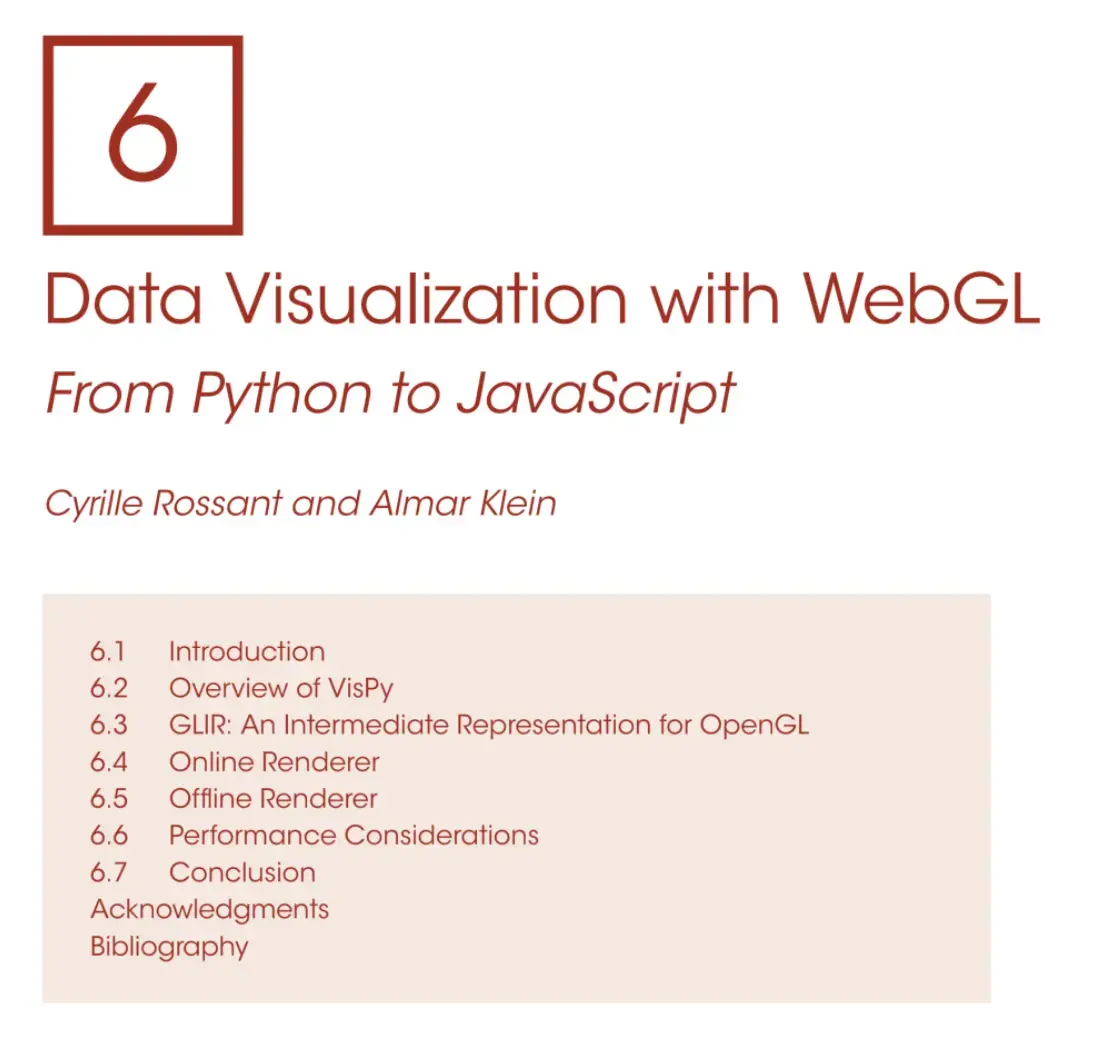 6
Data Visualization with WebGL
From Python to JavaScript
Cyrille Rossant and Almar Klein
6.1 Introduction
6.2 Overview of VisPy
6.3 GLIR: An Intermediate Representation for OpenGL
6.4 Online Renderer
6.5 Offline Renderer
6.6 Performance Considerations
6.7 Conclusion
Acknowledgments
Bibliography